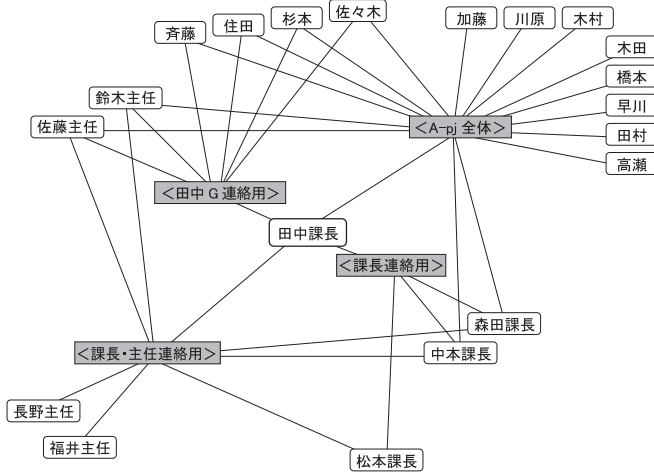 佐々木
杉本
住田
斉藤
加藤
川原
木村
木田
橋本
早川
田村
高瀬
鈴木主任
佐藤主任
＜A-pj 全体＞
＜田中 G 連絡用＞
田中課長
＜課長連絡用＞
森田課長
中本課長
＜課長・主任連絡用＞
長野主任
福井主任
松本課長